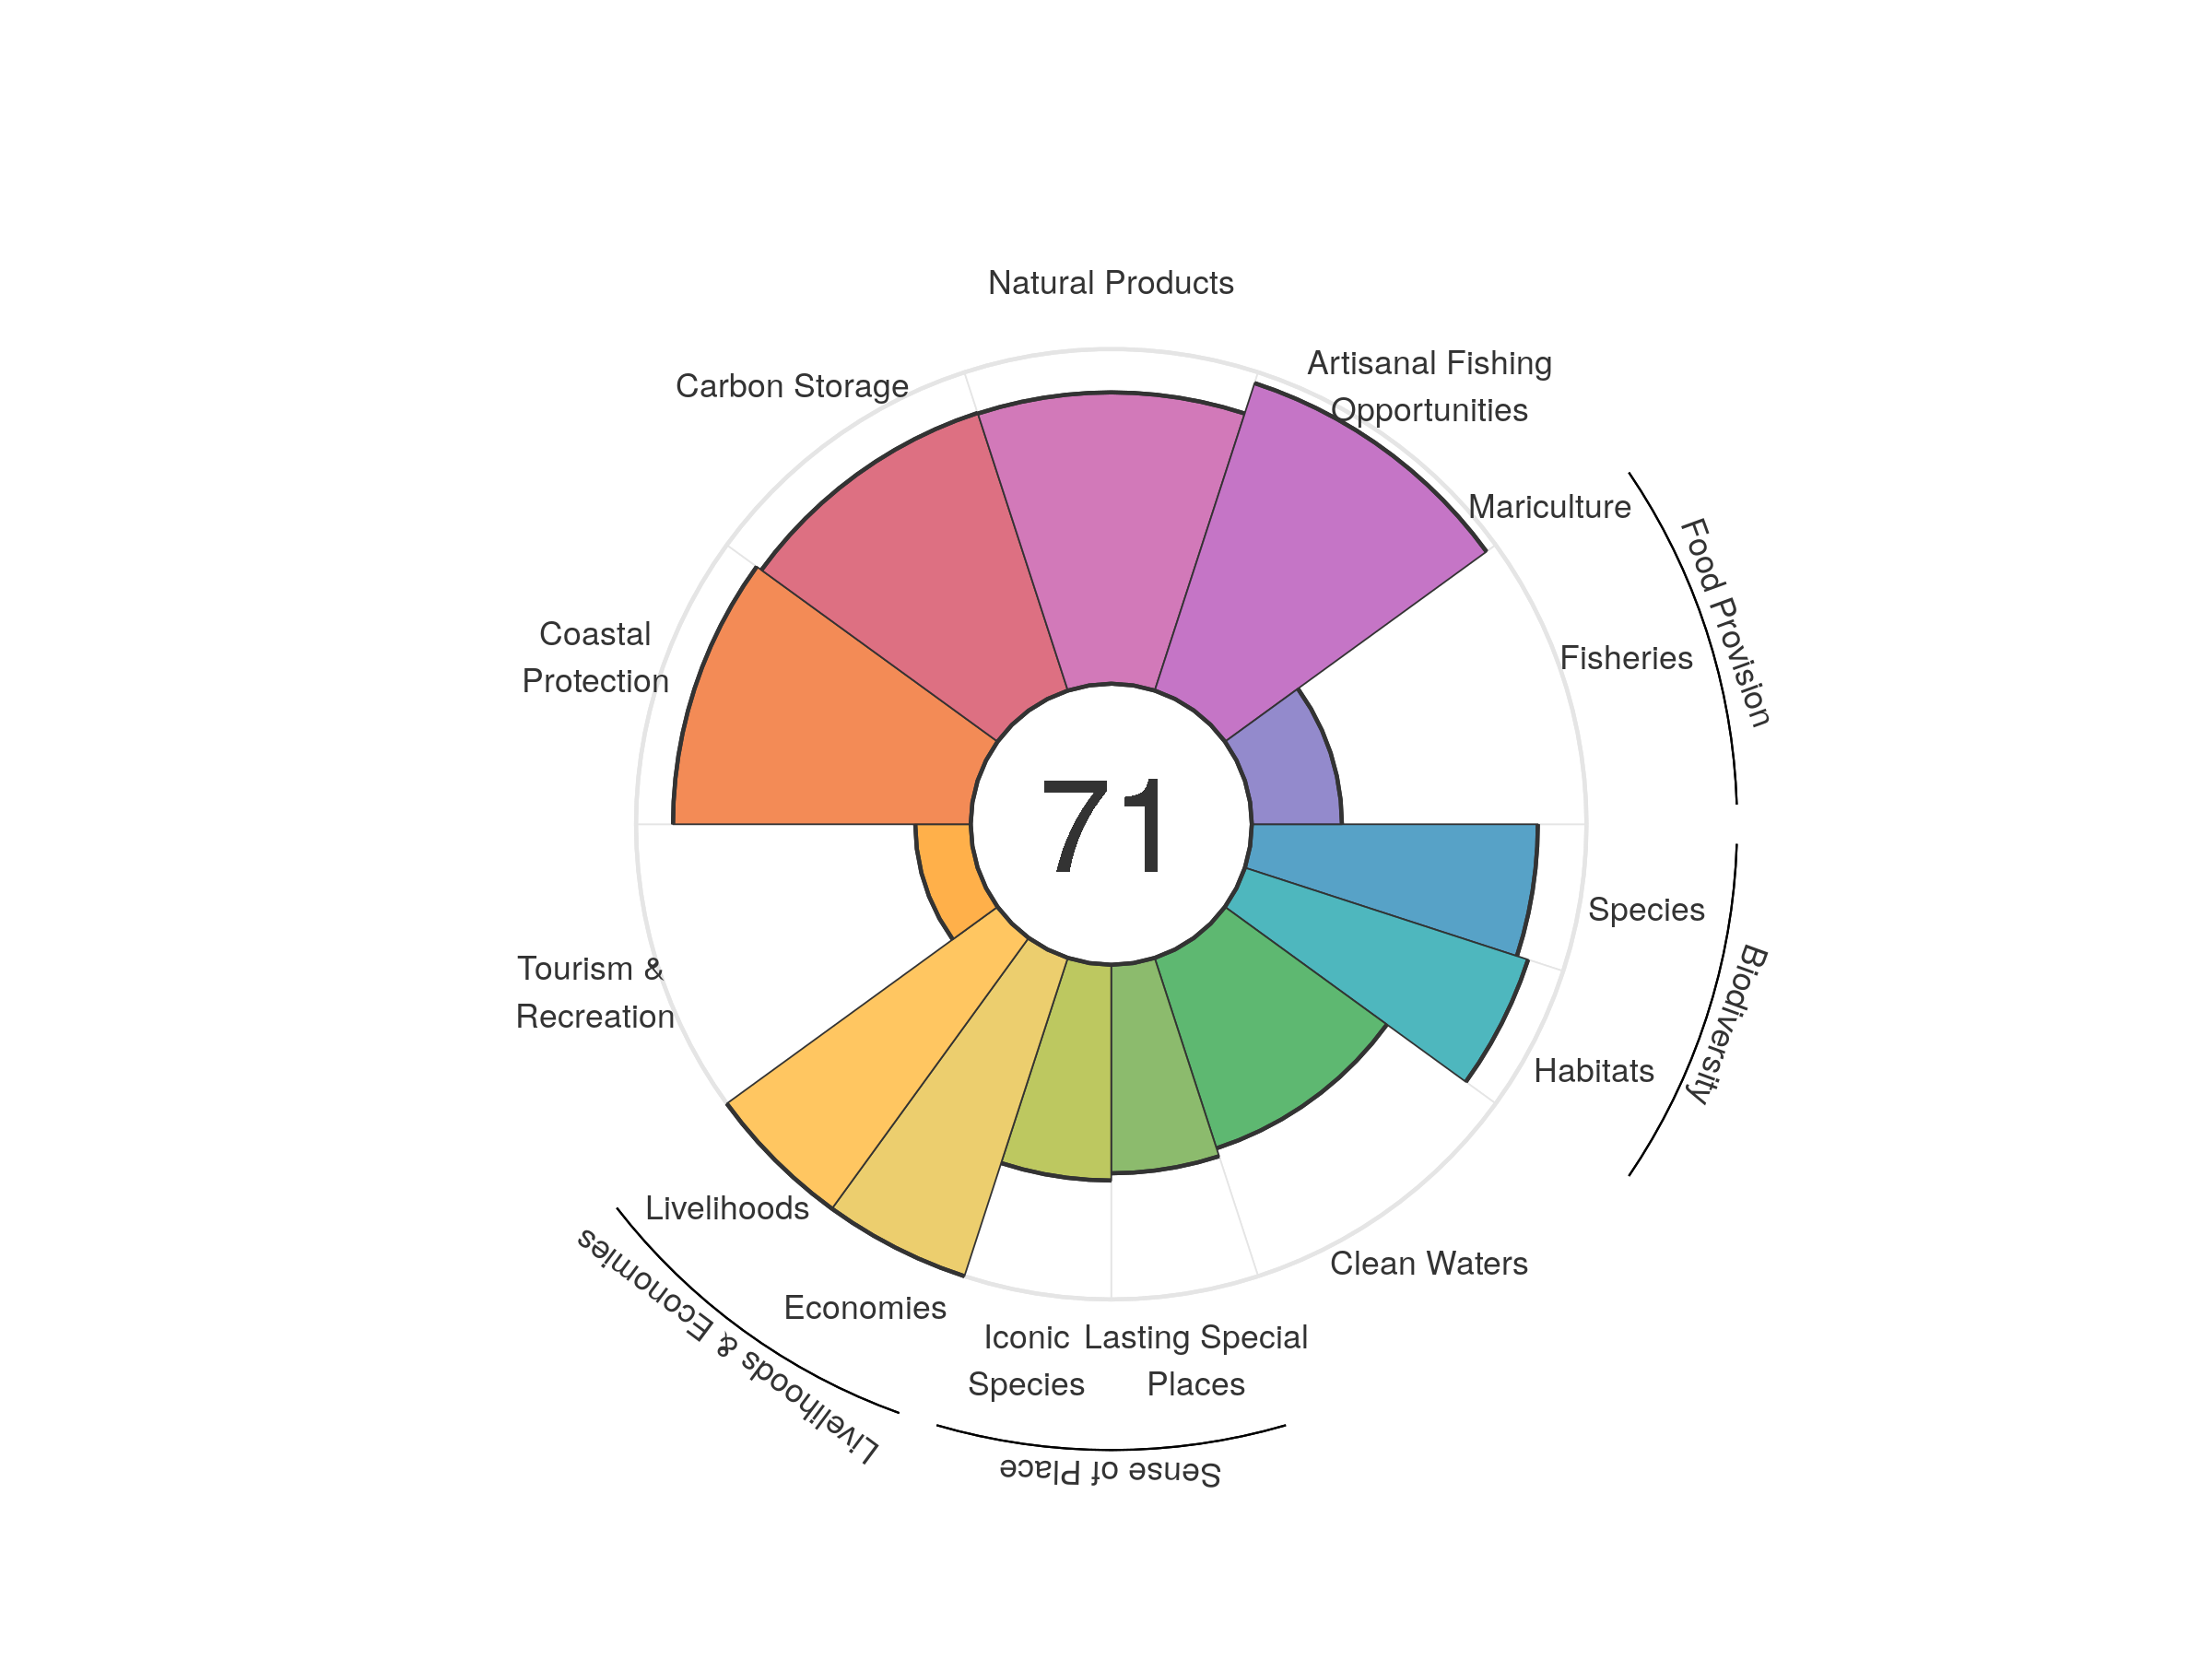 Natural Products
Artisanal Fishing
Opportunities
Carbon Storage
Mariculture
Food Provision
Coastal
Protection
Fisheries
71
Species
Biodiversity
Tourism &
Recreation
Habitats
Livelihoods
Livelihoods & Economies
Clean Waters
Economies
Iconic
Species
Lasting Special
Places
Sense of Place